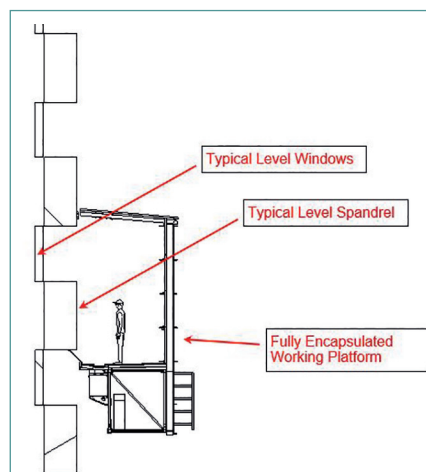 Typical Level Windows
Typical Level Spandrel
Fully Encapsulated
Working Platform